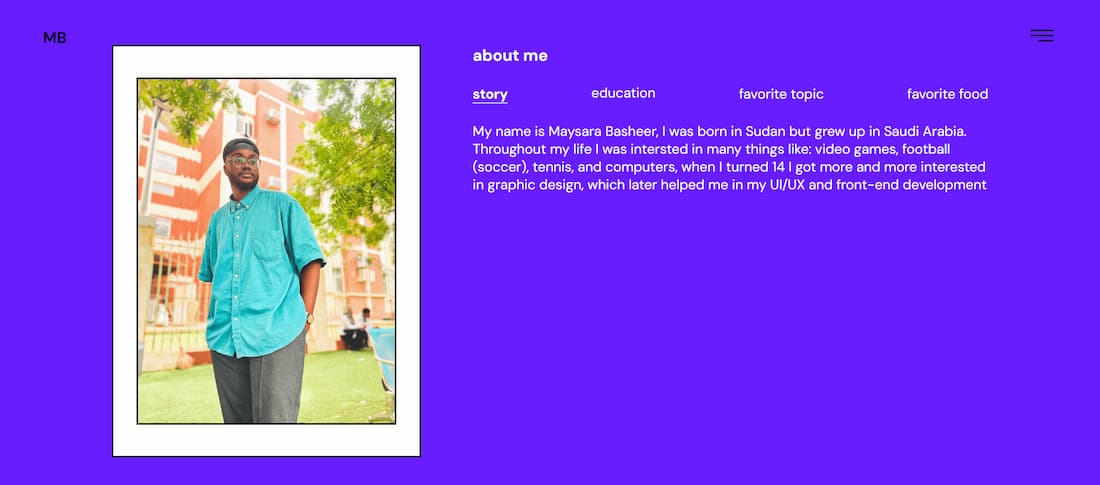 MB
about me
story education favorite topic favorite food
My name is Maysara Basheer, I was born in Sudan but grew up in Saudi Arabia.
Throughout my life I was intersted in many things like: video games, football
(soccer), tennis, and computers, when I turned 14 I got more and more interested
in graphic design, which later helped me in my UI/UX and front-end development